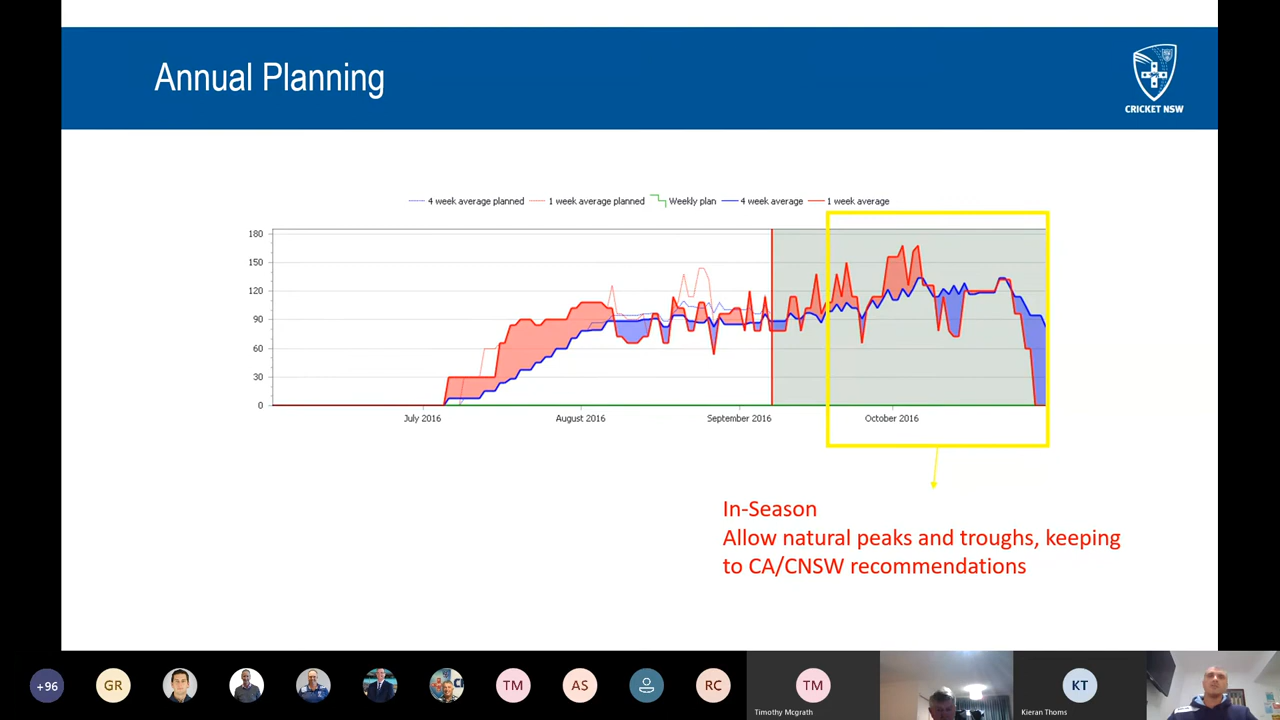 Annual Planning
CRICKET NSW
4 week average planned 1 week average planned Weekly plan 4 week average 1 week average
180
150
120
90
60
30
0
July 2016 August 2016 September 2016 October 2016
In-Season
Allow natural peaks and troughs, keeping
to CA/CNSW recommendations
+96 GR TM AS RC TM KT
Timothy Mcgrath Kieran Thoms